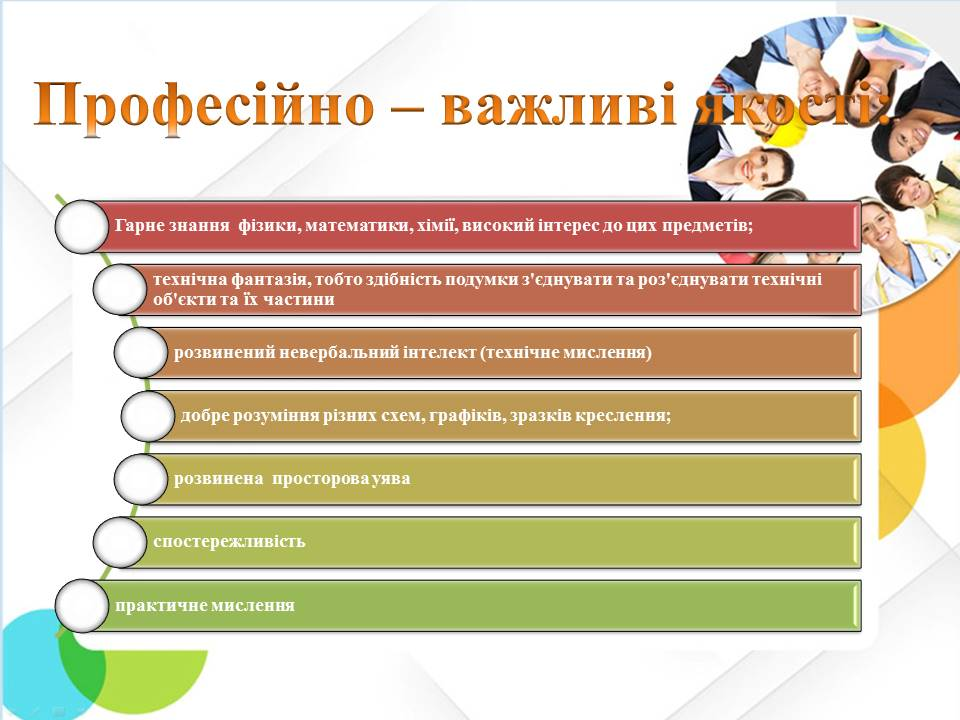 Професійно – важливі якості:
Гарне знання  фізики, математики, хімії, високий інтерес до цих предметів;
технічна фантазія, тобто здібність подумки з'єднувати та роз'єднувати технічні
об'єкти та їх частини
розвинений невербальний інтелект (технічне мислення)
добре розуміння різних схем, графіків, зразків креслення;
розвинена  просторова уява
спостережливість
практичне мислення